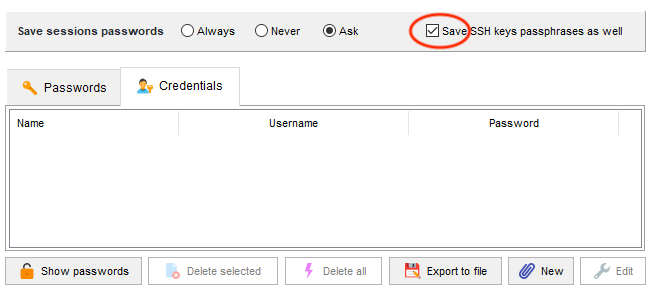 Save sessions passwords Always Never Ask Save SSH keys passphrases as well
Passwords Credentials
Name Username Password
Show passwords Delete selected Delete all Export to file New Edit